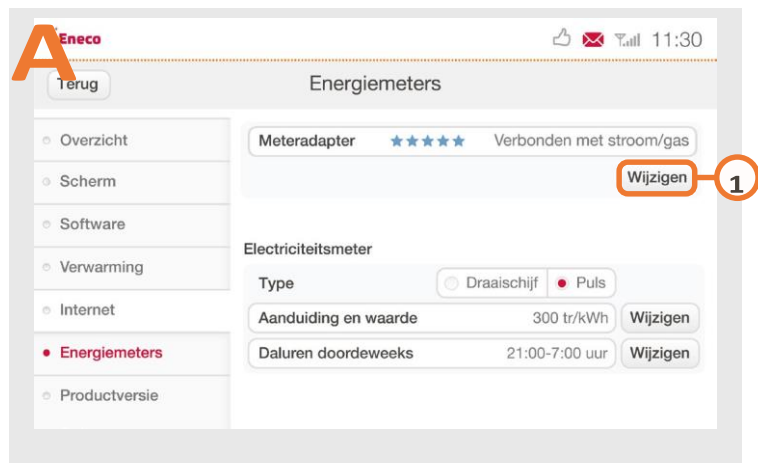 A
Eneco
11:30
Terug
Energiemeters
Overzicht
Scherm
Software
Verwarming
Internet
Energiemeters
Productversie
Meteradapter ★★★★★ Verbonden met stroom/gas
Wijzigen
1
Electriciteitsmeter
Type Draaischijf Puls
Aanduiding en waarde 300 tr/kWh Wijzigen
Daluren doordeweeks 21:00-7:00 uur Wijzigen